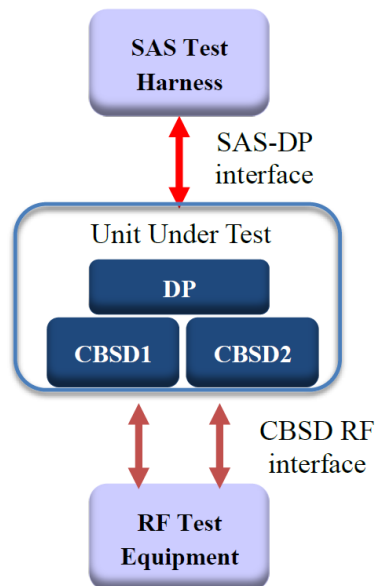 SAS Test
Harness
SAS-DP
interface
Unit Under Test
DP
CBSD1 CBSD2
CBSD RF
interface
RF Test
Equipment